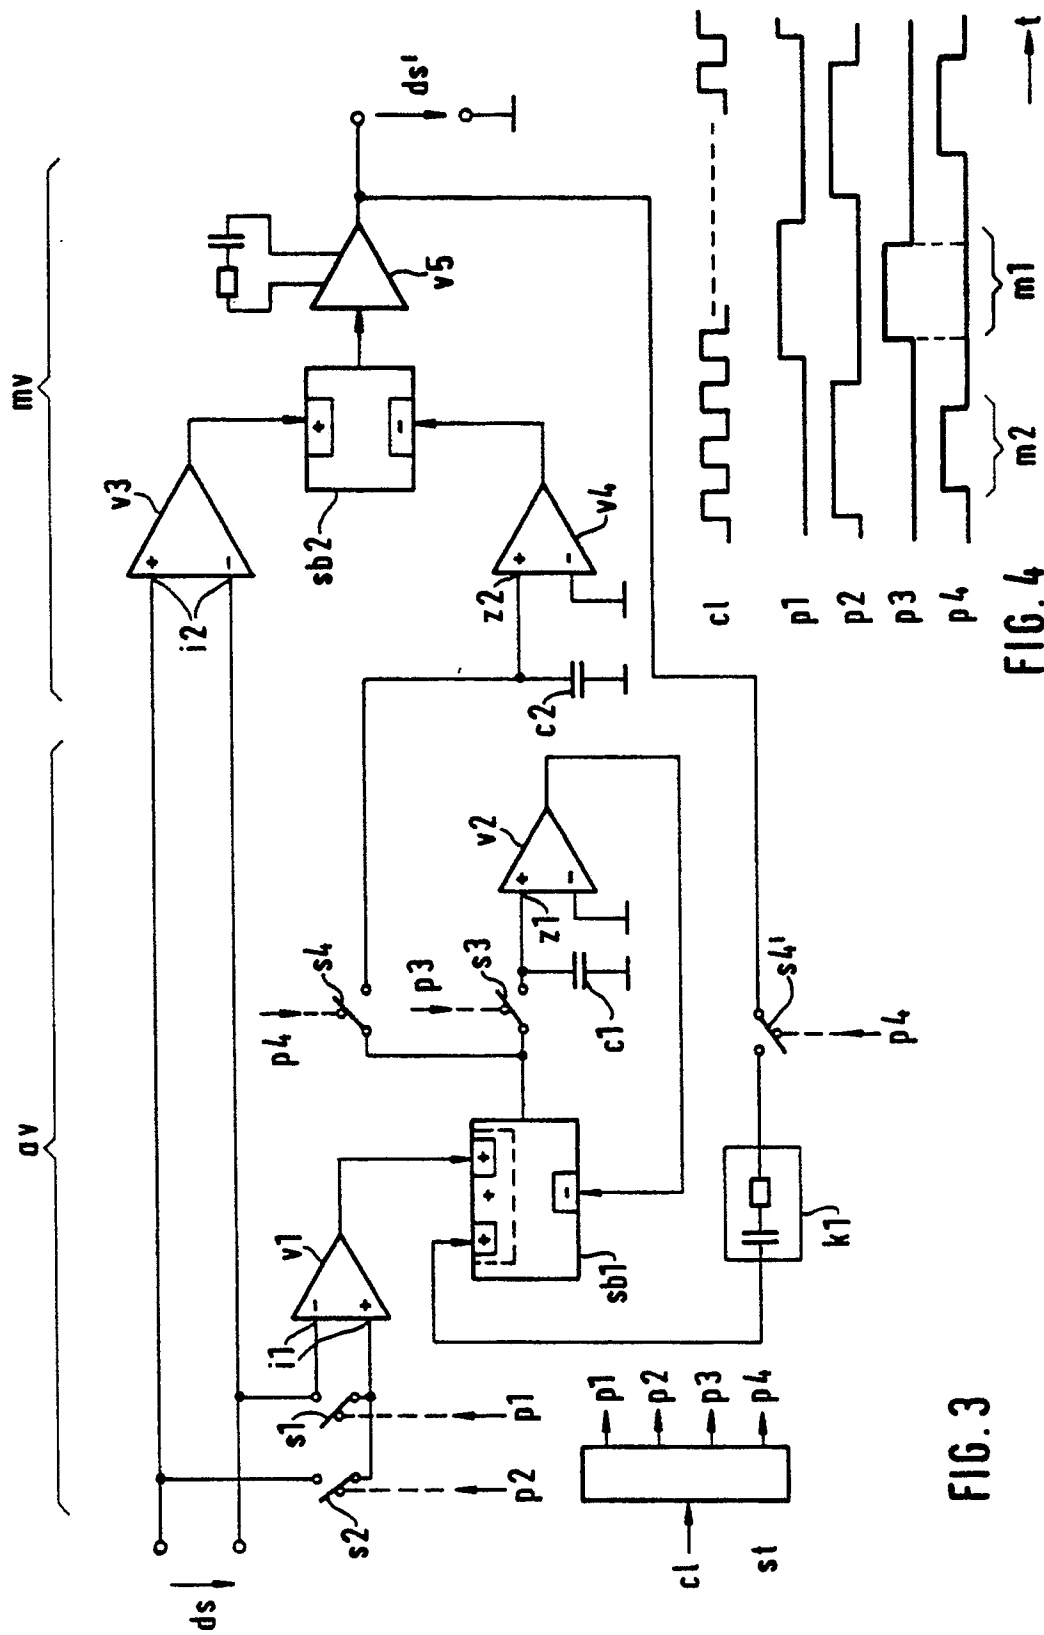 av
mv
ds
s2
p2
s1
p1
i1
v1
p4
s4
p3
s3
sb1
c1
z1
v2
k1
s4'
p4
i2
v3
sb2
c2
z2
v4
v5
ds'
+
-
-
+
+
+
+
-
+
-
+
-
+
-
cl
st
p1
p2
p3
p4
FIG. 3
cl
p1
p2
p3
p4
m2
m1
t
FIG. 4